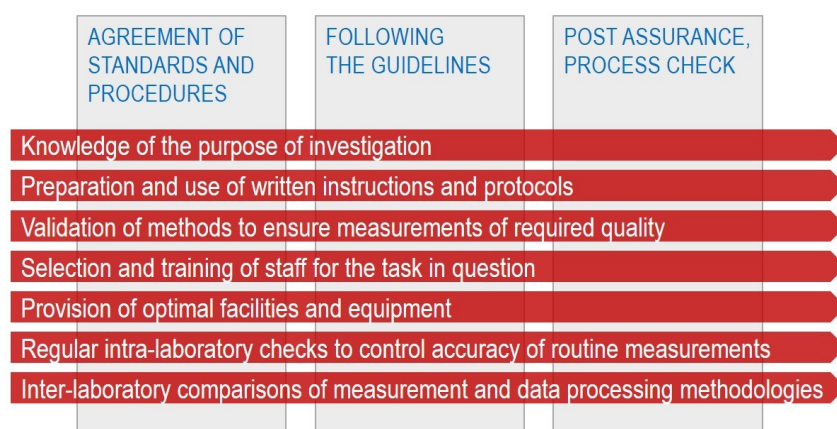 AGREEMENT OF
STANDARDS AND
PROCEDURES
FOLLOWING
THE GUIDELINES
POST ASSURANCE,
PROCESS CHECK
Knowledge of the purpose of investigation
Preparation and use of written instructions and protocols
Validation of methods to ensure measurements of required quality
Selection and training of staff for the task in question
Provision of optimal facilities and equipment
Regular intra-laboratory checks to control accuracy of routine measurements
Inter-laboratory comparisons of measurement and data processing methodologies